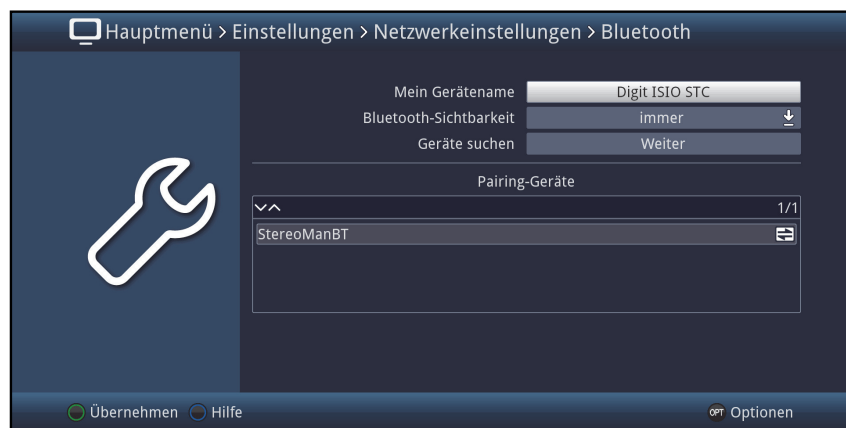 Hauptmenü > Einstellungen > Netzwerkeinstellungen > Bluetooth
Mein Gerätename Digit ISIO STC
Bluetooth-Sichtbarkeit immer
Geräte suchen Weiter
Pairing-Geräte
1/1
StereoManBT
Übernehmen Hilfe OPT Optionen